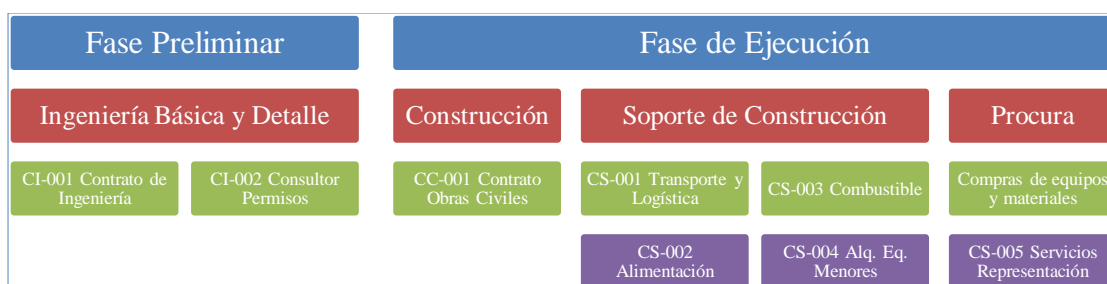 Fase Preliminar
Fase de Ejecución
Ingeniería Básica y Detalle
Construcción
Soporte de Construcción
Procura
CI-001 Contrato de
Ingeniería
CI-002 Consultor
Permisos
CC-001 Contrato
Obras Civiles
CS-001 Transporte y
Logística
CS-003 Combustible
Compras de equipos
y materiales
CS-002
Alimentación
CS-004 Alq. Eq.
Menores
CS-005 Servicios
Representación